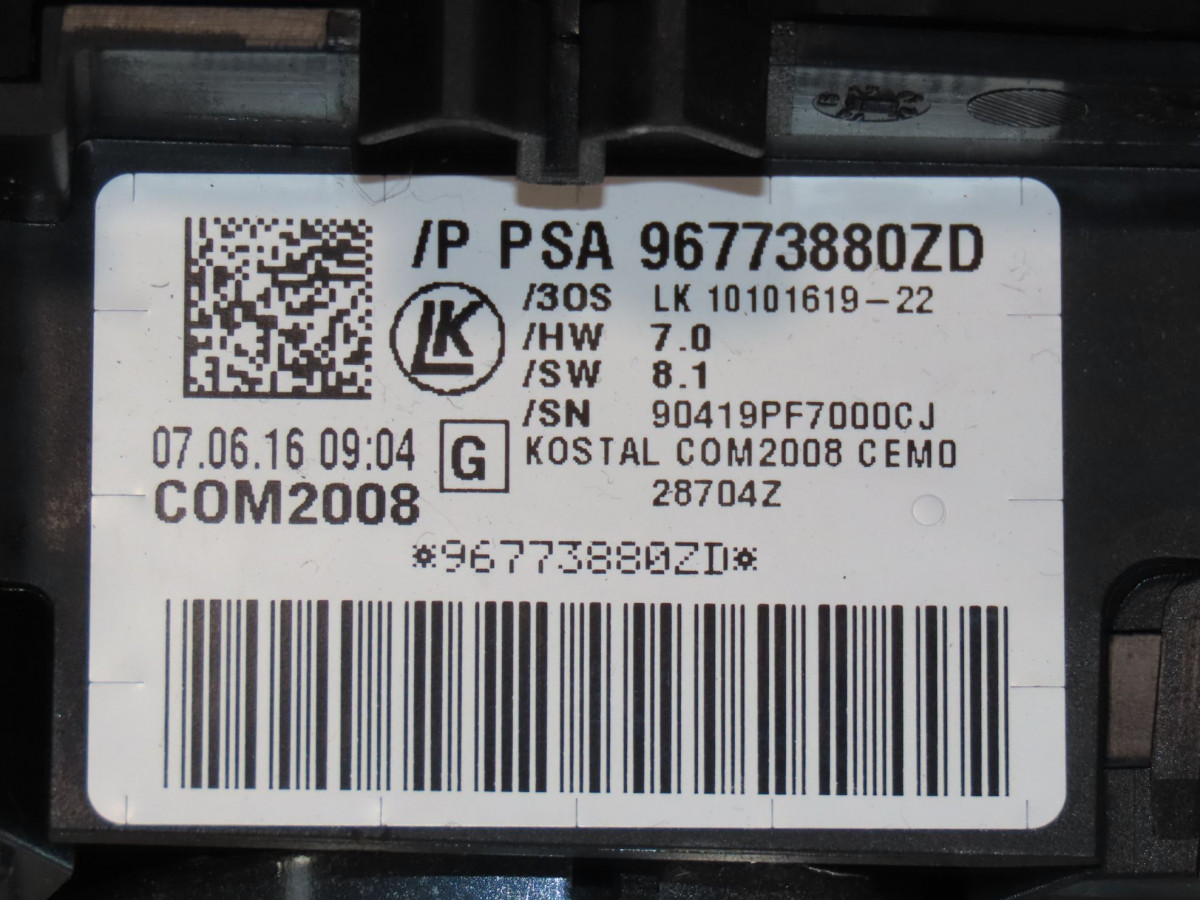 /P PSA 96773880ZD
LK
/3OS LK 10101619-22
/HW 7.0
/SW 8.1
/SN 90419PF7000CJ
07.06.16 09:04
G
KOSTAL COM2008 CEM0
COM2008
28704Z
*96773880ZD*